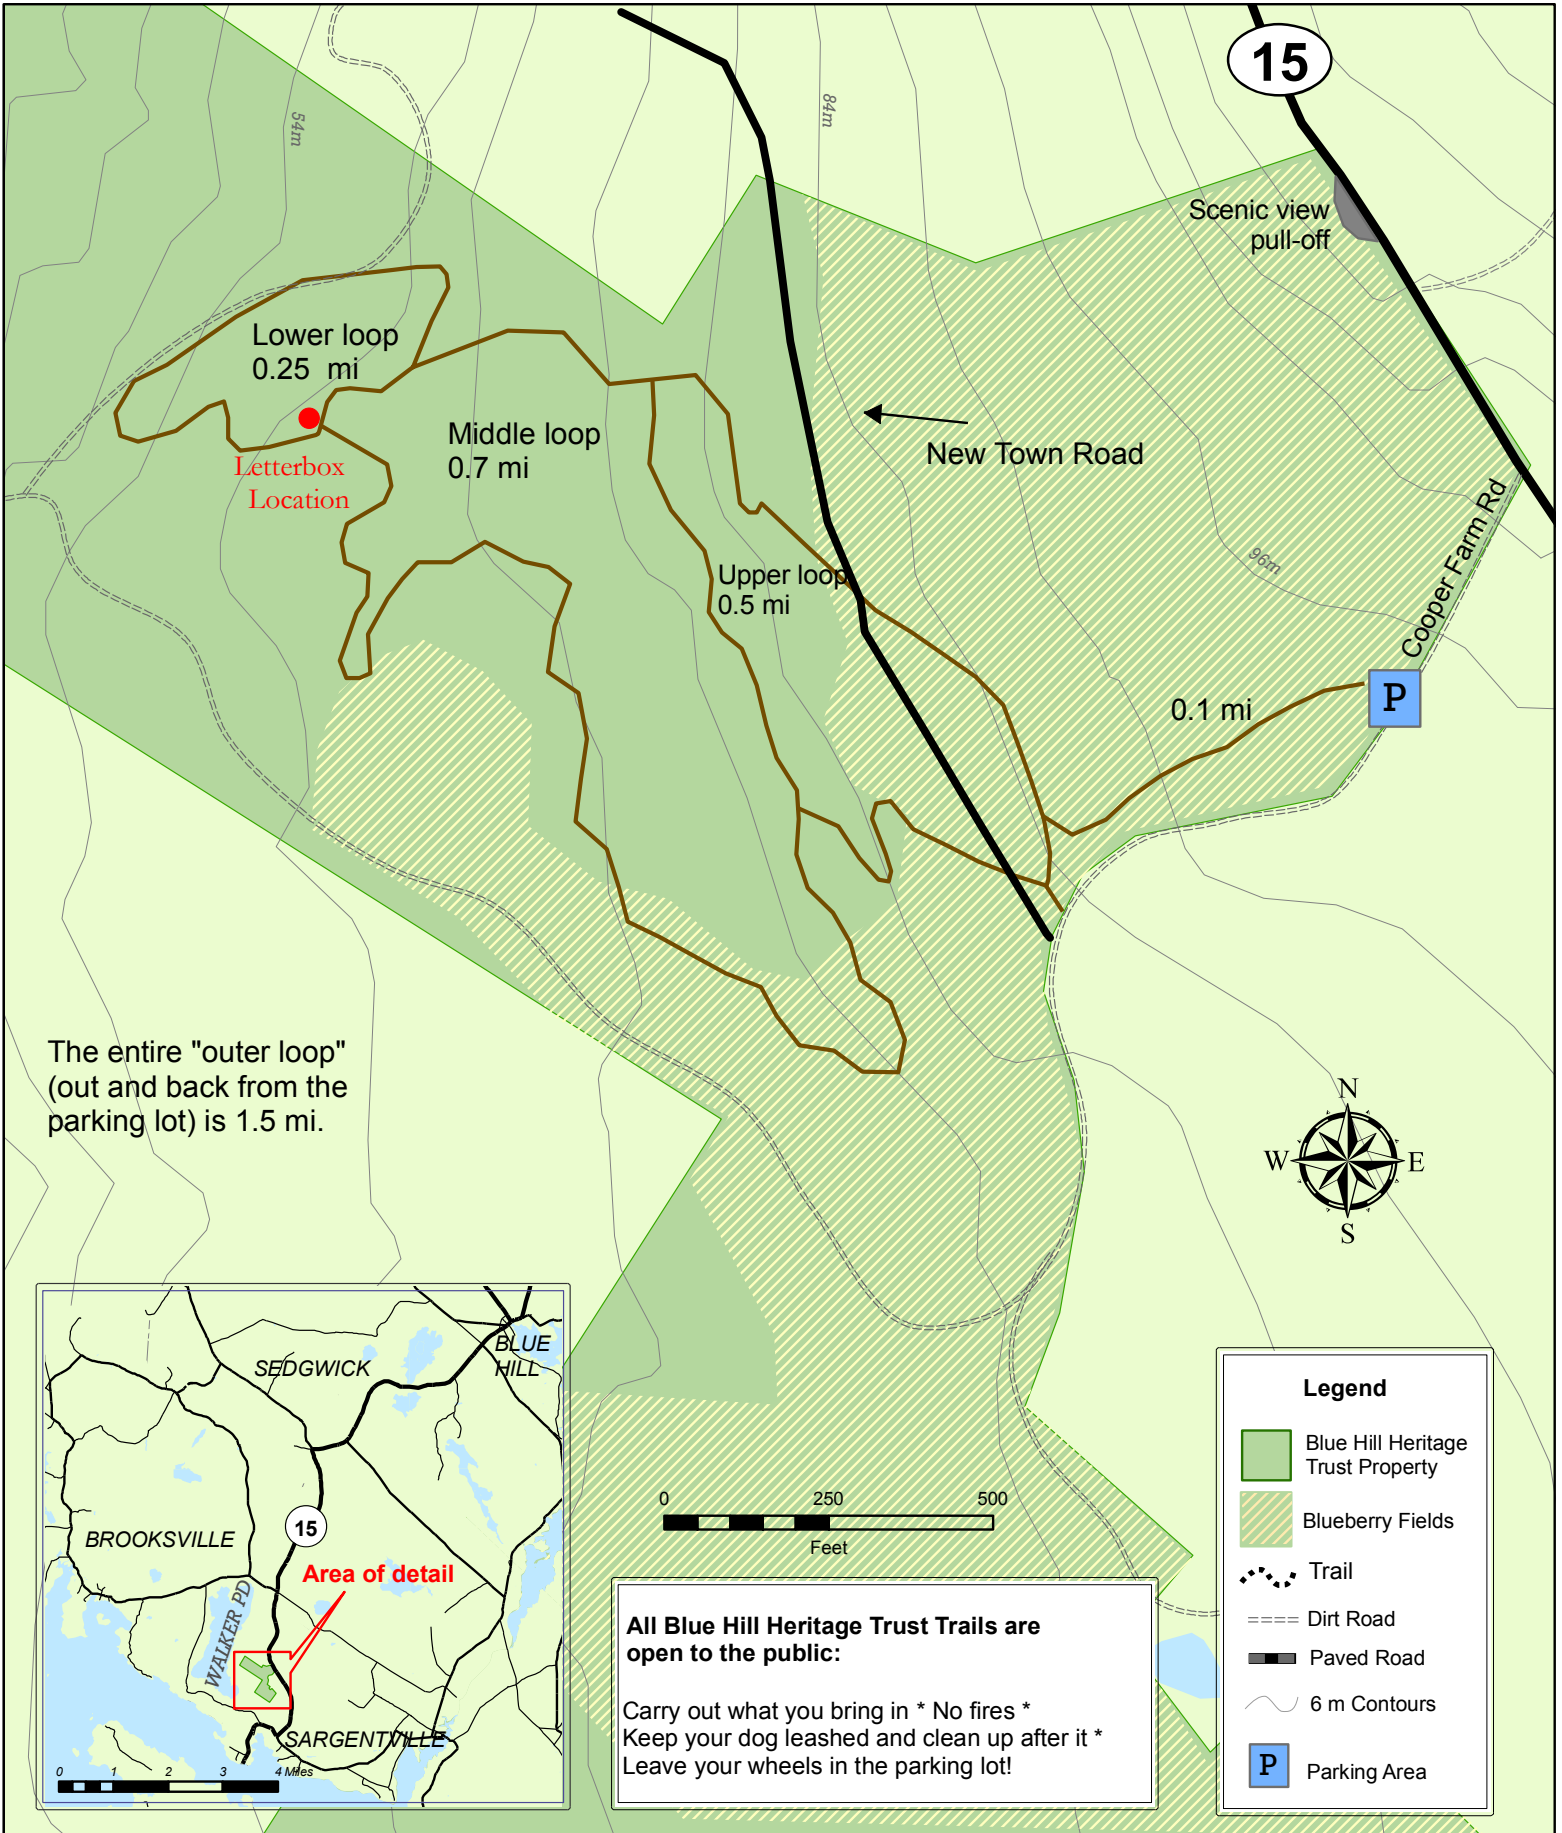 15
54m
84m
Scenic view
pull-off
Lower loop
0.25 mi
Middle loop
0.7 mi
New Town Road
Letterbox
Location
Cooper Farm Rd
96m
Upper loop
0.5 mi
P
0.1 mi
The entire "outer loop"
(out and back from the
parking lot) is 1.5 mi.
N
W E
S
BLUE
HILL
SEDGWICK
BROOKSVILLE
15
Area of detail
WALKER PD
SARGENTVILLE
0 1 2 3 4 Miles
0 250 500
Feet
All Blue Hill Heritage Trust Trails are
open to the public:
Carry out what you bring in * No fires *
Keep your dog leashed and clean up after it *
Leave your wheels in the parking lot!
Legend
Blue Hill Heritage
Trust Property
Blueberry Fields
Trail
Dirt Road
Paved Road
6 m Contours
P
Parking Area